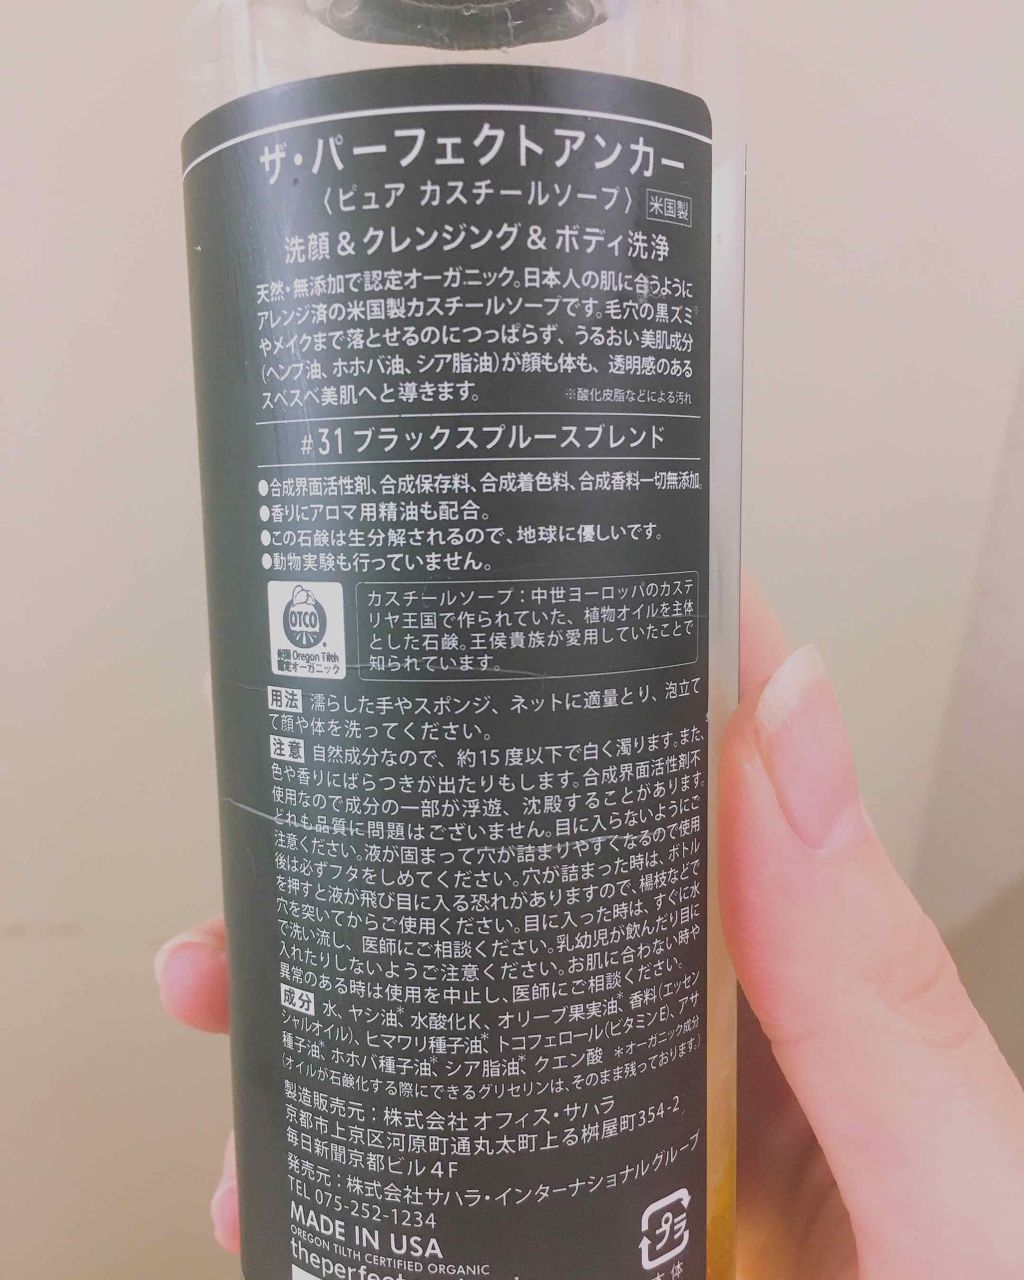 ザ・パーフェクトアンカー
〈ピュア カスチールソープ〉 米国製
洗顔&クレンジング&ボディ洗浄
天然・無添加で認定オーガニック。日本人の肌に合うように
アレンジ済の米国製カスチールソープです。毛穴の黒ズミ※
やメイクまで落とせるのにつっぱらず、うるおい美肌成分
(ヘンプ油、ホホバ油、シア脂油)が顔も体も、透明感のある
スベスベ美肌へと導きます。 ※酸化皮脂などによる汚れ
#31 ブラックスプルースブレンド
●合成界面活性剤、合成保存料、合成着色料、合成香料一切無添加。
●香りにアロマ用精油も配合。
●この石鹸は生分解されるので、地球に優しいです。
●動物実験も行っていません。
OTCO
米国 Oregon Tilth
認定オーガニック
カスチールソープ：中世ヨーロッパのカステ
リヤ王国で作られていた、植物オイルを主体
とした石鹸。王侯貴族が愛用していたことで
知られています。
用法 濡らした手やスポンジ、ネットに適量とり、泡立て
て顔や体を洗ってください。
注意 自然成分なので、約15度以下で白く濁ります。また、
色や香りにばらつきが出たりもします。合成界面活性剤不
使用なので成分の一部が浮遊、沈殿することがあります。
どれも品質に問題はございません。目に入らないようにご
注意ください。液が固まって穴が詰まりやすくなるので使用
後は必ずフタをしめてください。穴が詰まった時は、ボトル
を押すと液が飛び目に入る恐れがありますので、楊枝などで
穴を突いてからご使用ください。目に入った時は、すぐに水
で洗い流し、医師にご相談ください。乳幼児が飲んだり目に
入れたりしないようご注意ください。お肌に合わない時や
異常のある時は使用を中止し、医師にご相談ください。
成分 水、ヤシ油*、水酸化K、オリーブ果実油*、香料(エッセン
シャルオイル)、ヒマワリ種子油*、トコフェロール(ビタミンE)、アサ
種子油*、ホホバ種子油*、シア脂油*、クエン酸 *オーガニック成分
(オイルが石鹸化する際にできるグリセリンは、そのまま残っております。)
製造販売元：株式会社 オフィス・サハラ
京都市上京区河原町通丸太町上る桝屋町354-2
毎日新聞京都ビル4F
発売元：株式会社サハラ・インターナショナルグループ
TEL 075-252-1234
MADE IN USA
OREGON TILTH CERTIFIED ORGANIC
プラ
本体